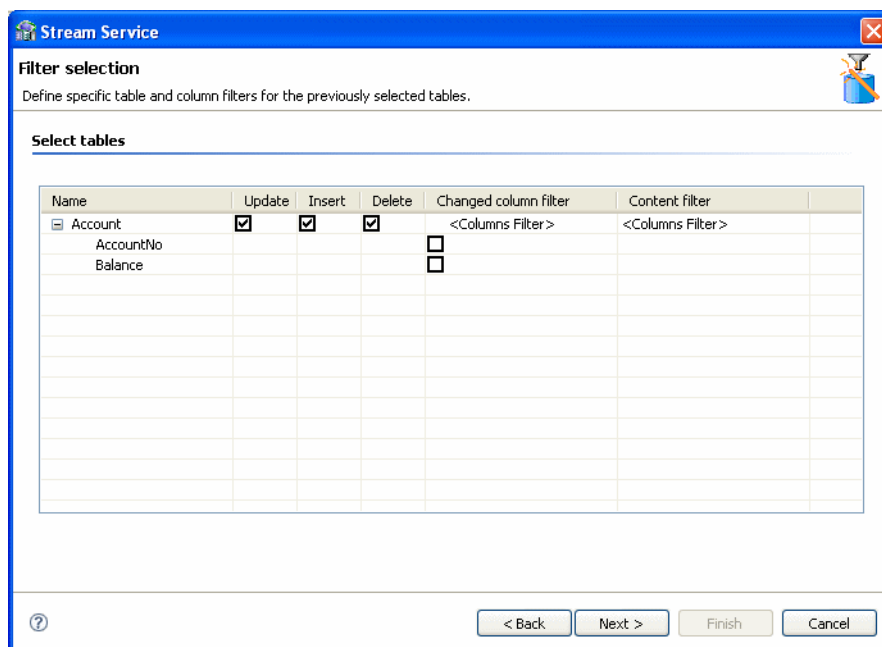 Stream Service
Filter selection
Define specific table and column filters for the previously selected tables.
Select tables
Name Update Insert Delete Changed column filter Content filter
Account <Columns Filter> <Columns Filter>
AccountNo
Balance
< Back Next > Finish Cancel